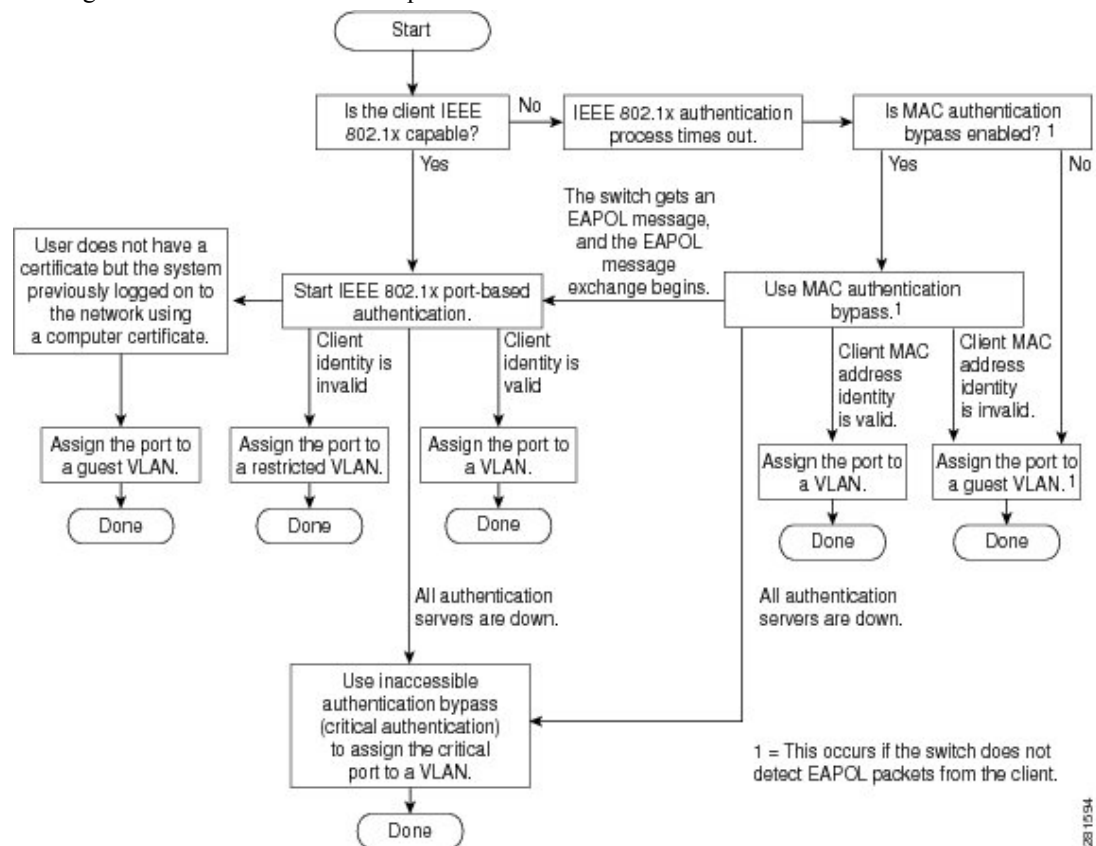 Start
Is the client IEEE
802.1x capable?
No
IEEE 802.1x authentication
process times out.
Is MAC authentication
bypass enabled? 1
Yes
Yes
No
The switch gets an
EAPOL message,
and the EAPOL
message
exchange begins.
User does not have a
certificate but the system
previously logged on to
the network using
a computer certificate.
Start IEEE 802.1x port-based
authentication.
Use MAC authentication
bypass.1
Client
identity is
invalid
Client
identity is
valid
Client MAC
address
identity
is valid.
Client MAC
address
identity
is invalid.
Assign the port to
a guest VLAN.
Assign the port to
a restricted VLAN.
Assign the port to
a VLAN.
Assign the port to
a VLAN.
Assign the port to
a guest VLAN.1
Done
Done
Done
Done
Done
All authentication
servers are down.
All authentication
servers are down.
Use inaccessible
authentication bypass
(critical authentication)
to assign the critical
port to a VLAN.
1 = This occurs if the switch does not
detect EAPOL packets from the client.
Done
281594